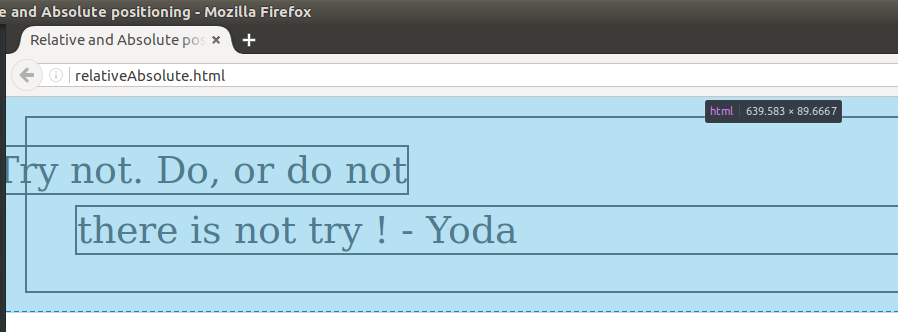 e and Absolute positioning - Mozilla Firefox
Relative and Absolute pos
relativeAbsolute.html
html 639.583 × 89.6667
Try not. Do, or do not
there is not try ! - Yoda